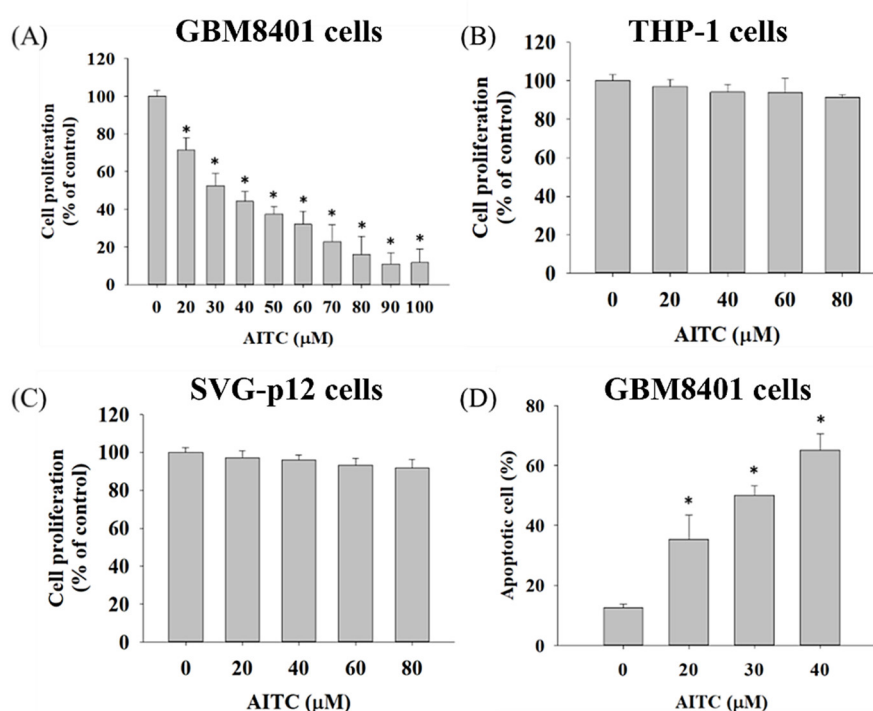 (A) GBM8401 cells
Cell proliferation
(% of control)
120
100
80
60
40
20
0
* * * * * * * * *
0 20 30 40 50 60 70 80 90 100
AITC (µM)
(B) THP-1 cells
Cell proliferation
(% of control)
120
100
80
60
40
20
0
0 20 40 60 80
AITC (µM)
(C) SVG-p12 cells
Cell proliferation
(% of control)
120
100
80
60
40
20
0
0 20 40 60 80
AITC (µM)
(D) GBM8401 cells
Apoptotic cell (%)
80
60
40
20
0
* * *
0 20 30 40
AITC (µM)